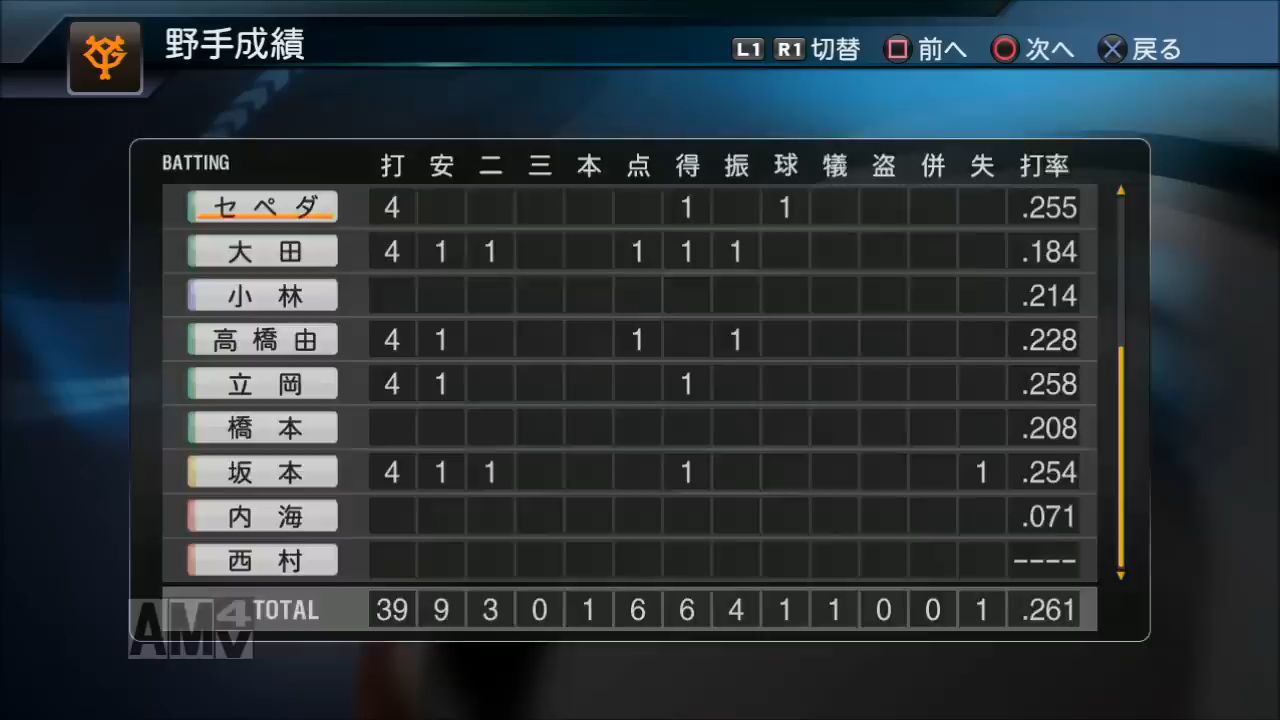 野手成績 L1 R1 切替 前へ 次へ 戻る
BATTING 打 安 二 三 本 点 得 振 球 犠 盗 併 失 打率
セペダ 4 1 1 .255
大田 4 1 1 1 1 1 .184
小林 .214
高橋由 4 1 1 1 .228
立岡 4 1 1 .258
橋本 .208
坂本 4 1 1 1 1 .254
内海 .071
西村 ----
TOTAL 39 9 3 0 1 6 6 4 1 1 0 0 1 .261
AM4v